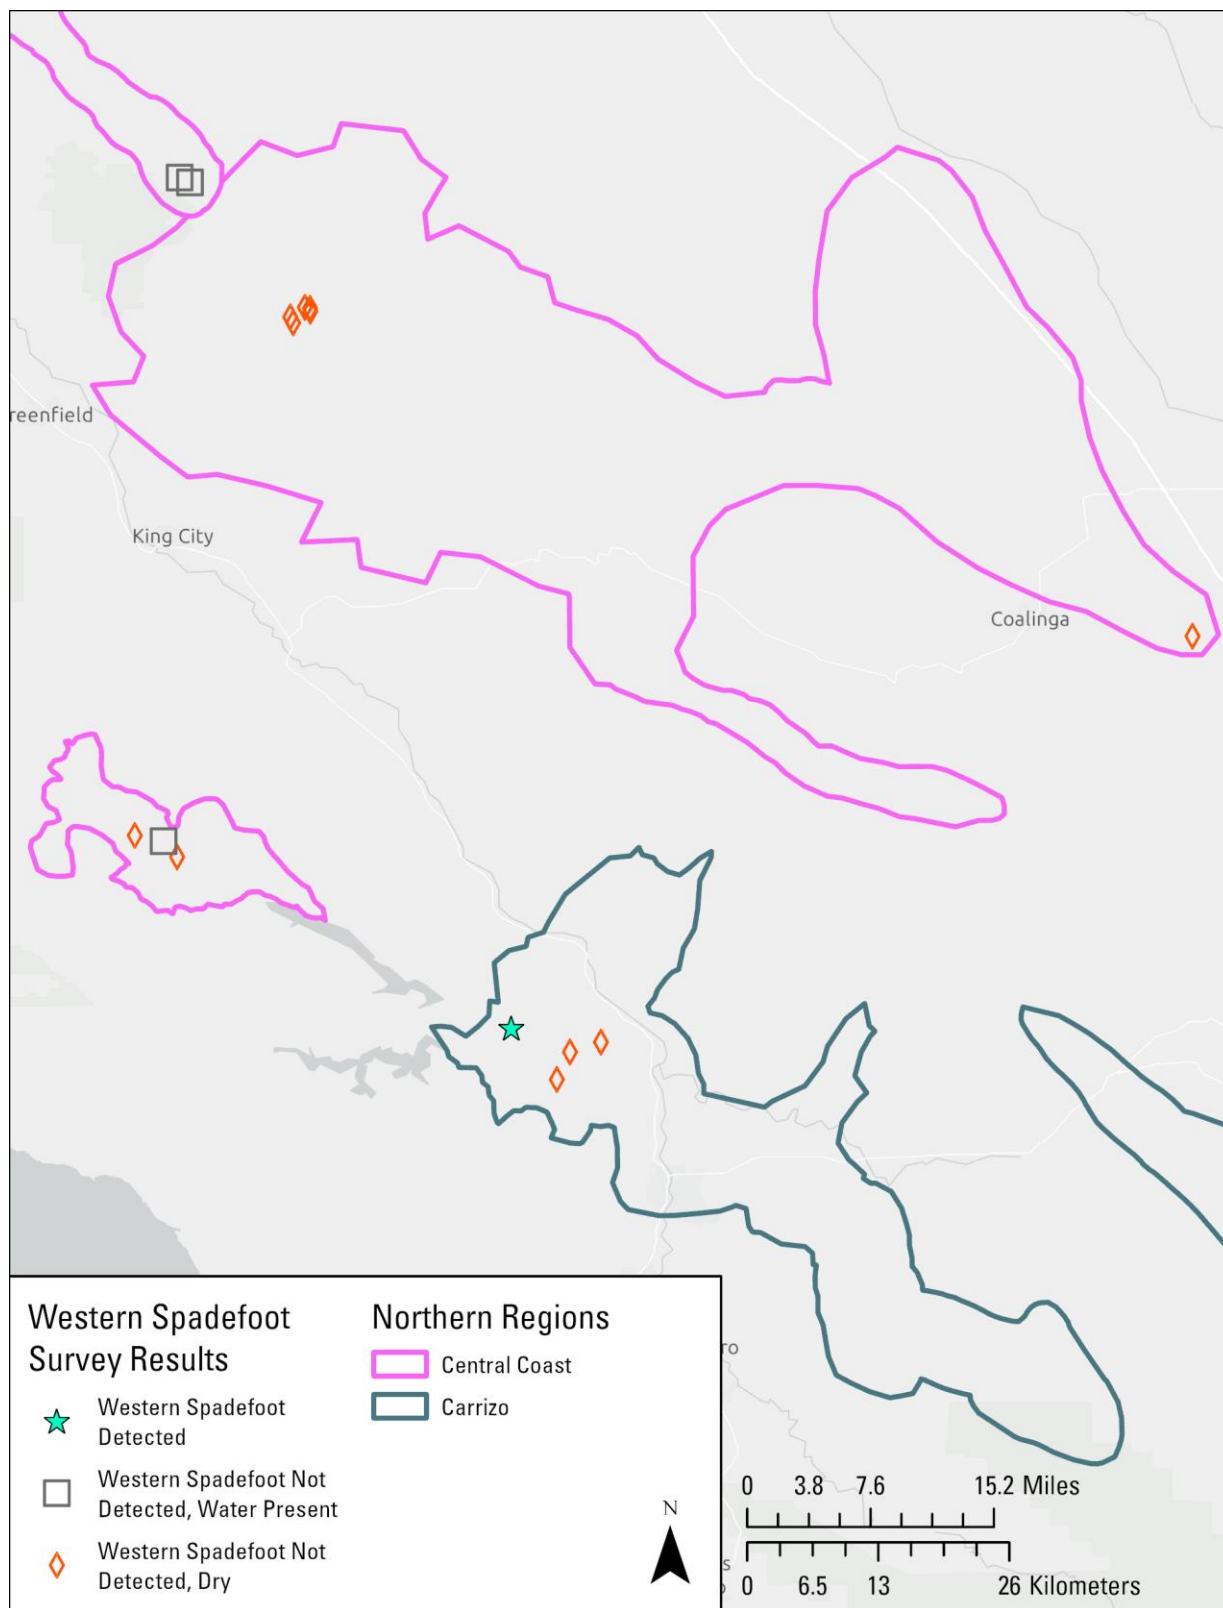 reenfield
King City
Coalinga
ro
Western Spadefoot
Survey Results
Western Spadefoot
Detected
Western Spadefoot Not
Detected, Water Present
Western Spadefoot Not
Detected, Dry
Northern Regions
Central Coast
Carrizo
N
0 3.8 7.6 15.2 Miles
s
0 6.5 13 26 Kilometers